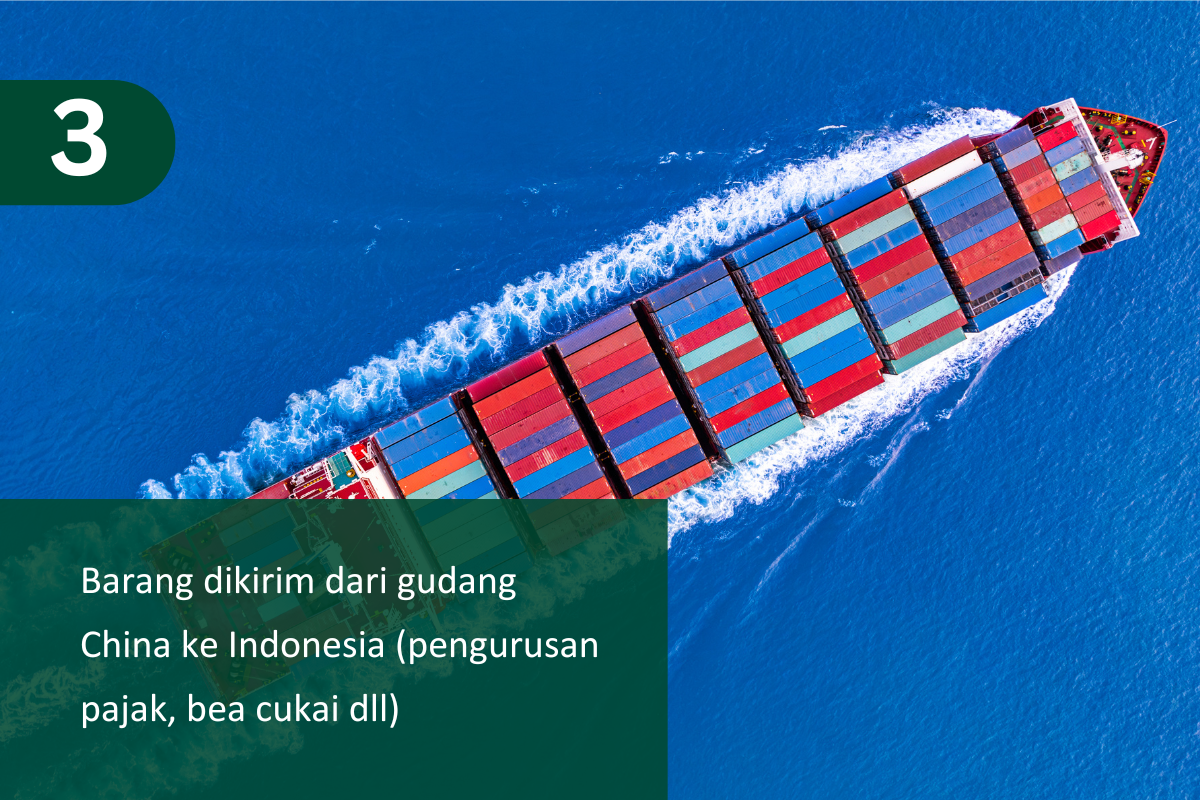 3
Barang dikirim dari gudang
China ke Indonesia (pengurusan
pajak, bea cukai dll)